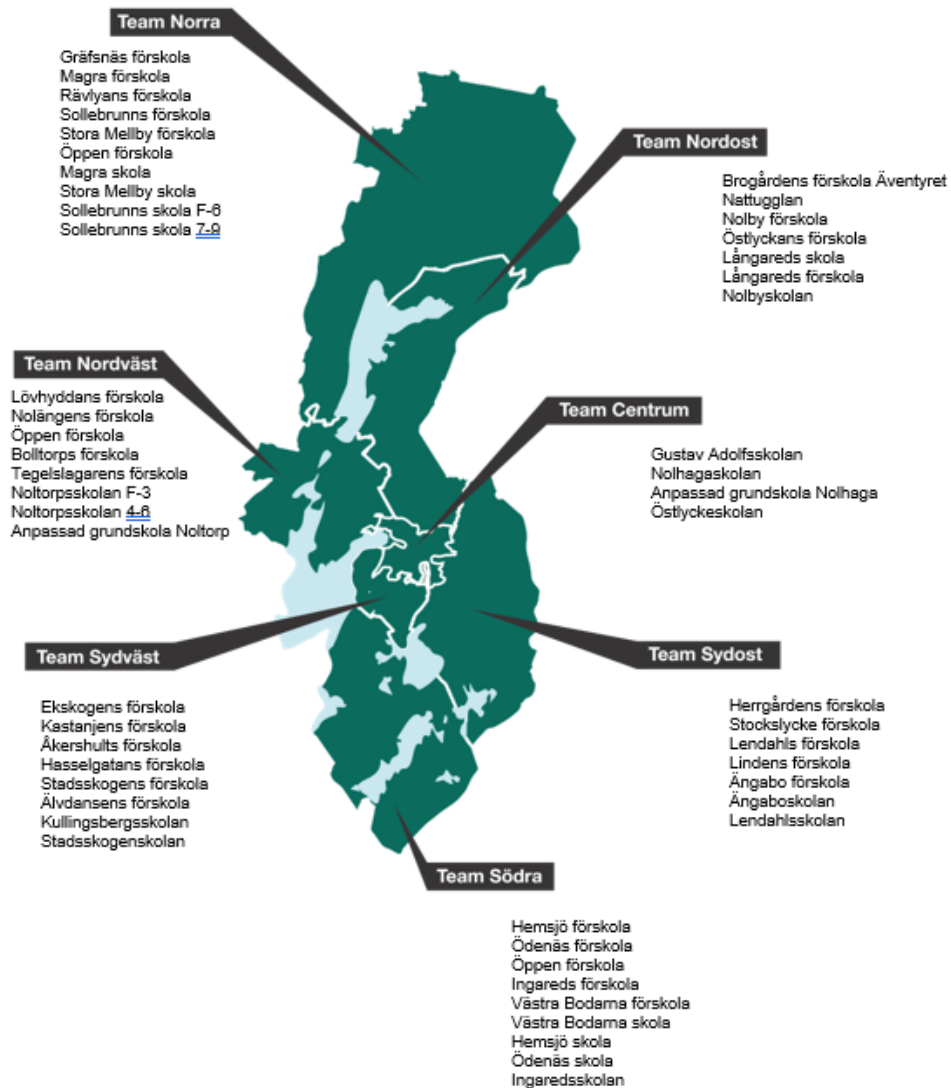 Team Norra
Gräfsnäs förskola
Magra förskola
Rävlyans förskola
Sollebrunns förskola
Stora Mellby förskola
Öppen förskola
Magra skola
Stora Mellby skola
Sollebrunns skola F-6
Sollebrunns skola 7-9
Team Nordost
Brogårdens förskola Äventyret
Nattugglan
Nolby förskola
Östlyckans förskola
Långareds skola
Långareds förskola
Nolbyskolan
Team Nordväst
Lövhyddans förskola
Nolängens förskola
Öppen förskola
Bolltorps förskola
Tegelslagarens förskola
Noltorpsskolan F-3
Noltorpsskolan 4-6
Anpassad grundskola Noltorp
Team Centrum
Gustav Adolfsskolan
Nolhagaskolan
Anpassad grundskola Nolhaga
Östlyckeskolan
Team Sydväst
Ekskogens förskola
Kastanjens förskola
Åkershults förskola
Hasselgatans förskola
Stadsskogens förskola
Älvdansens förskola
Kullingsbergsskolan
Stadsskogenskolan
Team Sydost
Herrgårdens förskola
Stockslycke förskola
Lendahls förskola
Lindens förskola
Ängabo förskola
Ängaboskolan
Lendahlsskolan
Team Södra
Hemsjö förskola
Ödenäs förskola
Öppen förskola
Ingareds förskola
Västra Bodarna förskola
Västra Bodarna skola
Hemsjö skola
Ödenäs skola
Ingaredsskolan